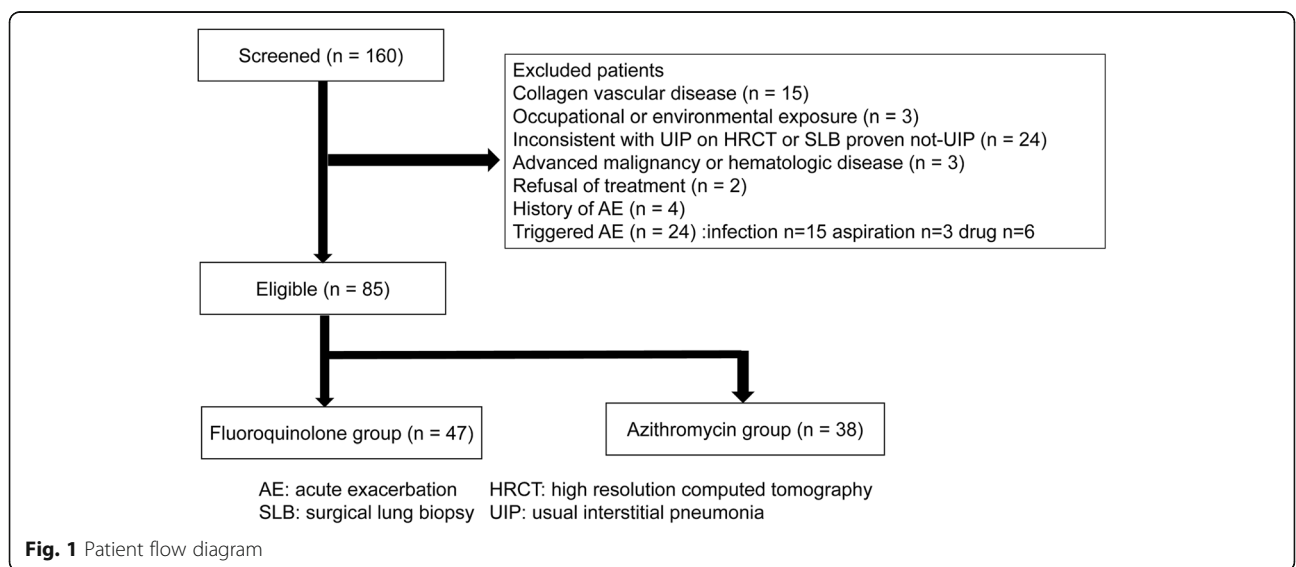 Screened (n = 160)
Excluded patients
Collagen vascular disease (n = 15)
Occupational or environmental exposure (n = 3)
Inconsistent with UIP on HRCT or SLB proven not-UIP (n = 24)
Advanced malignancy or hematologic disease (n = 3)
Refusal of treatment (n = 2)
History of AE (n = 4)
Triggered AE (n = 24) :infection n=15 aspiration n=3 drug n=6
Eligible (n = 85)
Fluoroquinolone group (n = 47)
Azithromycin group (n = 38)
AE: acute exacerbation HRCT: high resolution computed tomography
SLB: surgical lung biopsy UIP: usual interstitial pneumonia
Fig. 1 Patient flow diagram